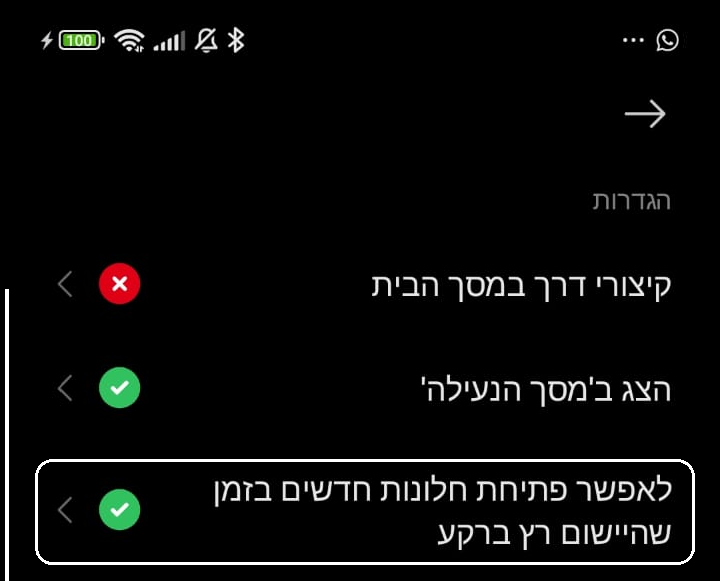 100
הגדרות
קיצורי דרך במסך הבית
הצג ב'מסך הנעילה'
לאפשר פתיחת חלונות חדשים בזמן
שהיישום רץ ברקע